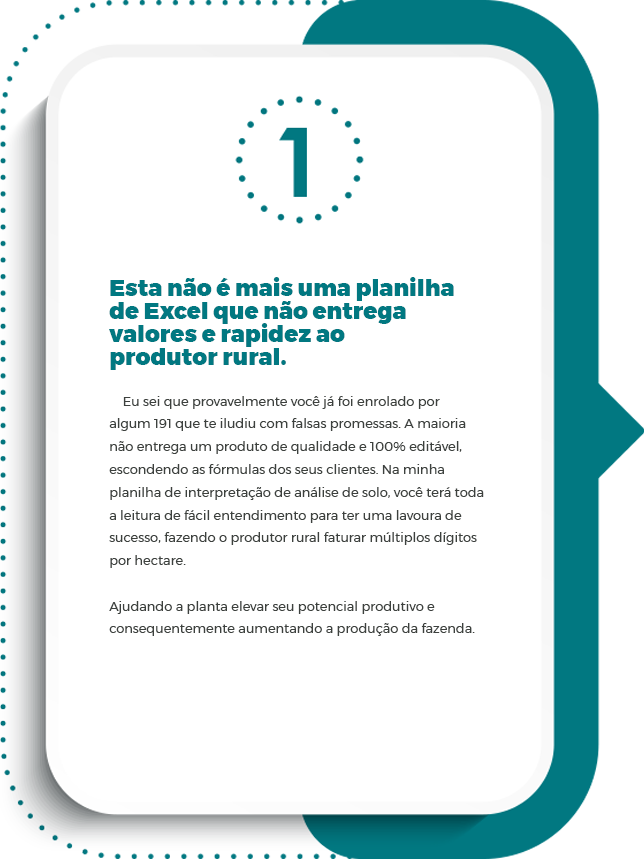 1
Esta não é mais uma planilha
de Excel que não entrega
valores e rapidez ao
produtor rural.
Eu sei que provavelmente você já foi enrolado por
algum 191 que te iludiu com falsas promessas. A maioria
não entrega um produto de qualidade e 100% editável,
escondendo as fórmulas dos seus clientes. Na minha
planilha de interpretação de análise de solo, você terá toda
a leitura de fácil entendimento para ter uma lavoura de
sucesso, fazendo o produtor rural faturar múltiplos dígitos
por hectare.
Ajudando a planta elevar seu potencial produtivo e
consequentemente aumentando a produção da fazenda.